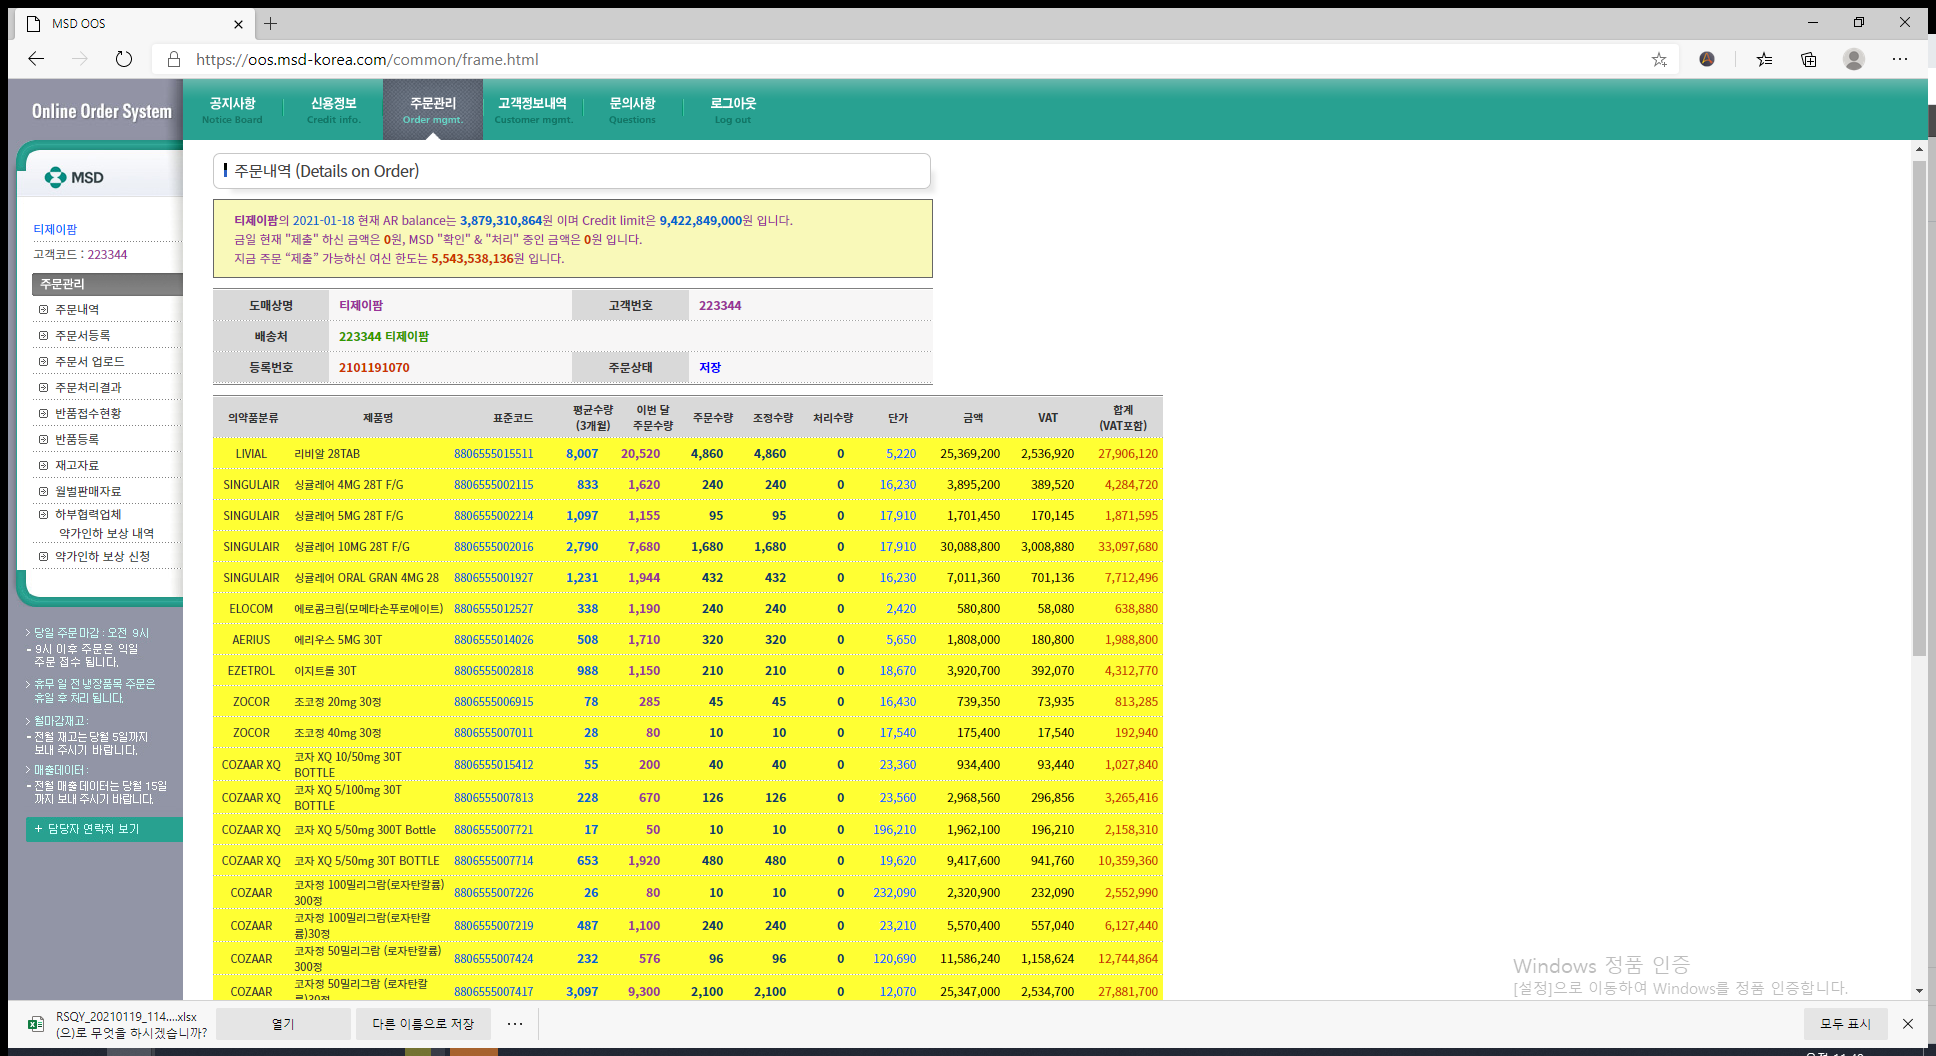 MSD OOS
https://oos.msd-korea.com/common/frame.html
Online Order System
공지사항
Notice Board
신용정보
Credit info.
주문관리
Order mgmt.
고객정보내역
Customer mgmt.
문의사항
Questions
로그아웃
Log out
MSD
티제이팜
고객코드 : 223344
주문관리
주문내역
주문서등록
주문서 업로드
주문처리결과
반품접수현황
반품등록
재고자료
월별판매자료
하부협력업체
약가인하 보상 내역
약가인하 보상 신청
> 당일 주문마감 : 오전 9시
- 9시 이후 주문은 익일
주문 접수 됩니다.
> 휴무 일 전 냉장품목 주문은
휴일 후 처리 됩니다.
> 월마감재고 :
- 전월 재고는 당월 5일까지
보내 주시기 바랍니다.
> 매출데이터 :
- 전월 매출데이터는 당월 15일
까지 보내 주시기 바랍니다.
+ 담당자 연락처 보기
주문내역 (Details on Order)
티제이팜의 2021-01-18 현재 AR balance는 3,879,310,864원 이며 Credit limit은 9,422,849,000원 입니다.
금일 현재 "제출" 하신 금액은 0원, MSD "확인" & "처리" 중인 금액은 0원 입니다.
지금 주문 “제출” 가능하신 여신 한도는 5,543,538,136원 입니다.
도매상명 티제이팜 고객번호 223344
배송처 223344 티제이팜
등록번호 2101191070 주문상태 저장
의약품분류 제품명 표준코드 평균수량 (3개월) 이번 달 주문수량 주문수량 조정수량 처리수량 단가 금액 VAT 합계 (VAT포함)
LIVIAL 리비알 28TAB 8806555015511 8,007 20,520 4,860 4,860 0 5,220 25,369,200 2,536,920 27,906,120
SINGULAIR 싱귤레어 4MG 28T F/G 8806555002115 833 1,620 240 240 0 16,230 3,895,200 389,520 4,284,720
SINGULAIR 싱귤레어 5MG 28T F/G 8806555002214 1,097 1,155 95 95 0 17,910 1,701,450 170,145 1,871,595
SINGULAIR 싱귤레어 10MG 28T F/G 8806555002016 2,790 7,680 1,680 1,680 0 17,910 30,088,800 3,008,880 33,097,680
SINGULAIR 싱귤레어 ORAL GRAN 4MG 28 8806555001927 1,231 1,944 432 432 0 16,230 7,011,360 701,136 7,712,496
ELOCOM 에로콤크림(모메타손푸로에이트) 8806555012527 338 1,190 240 240 0 2,420 580,800 58,080 638,880
AERIUS 에리우스 5MG 30T 8806555014026 508 1,710 320 320 0 5,650 1,808,000 180,800 1,988,800
EZETROL 이지트롤 30T 8806555002818 988 1,150 210 210 0 18,670 3,920,700 392,070 4,312,770
ZOCOR 조코정 20mg 30정 8806555006915 78 285 45 45 0 16,430 739,350 73,935 813,285
ZOCOR 조코정 40mg 30정 8806555007011 28 80 10 10 0 17,540 175,400 17,540 192,940
COZAAR XQ 코자 XQ 10/50mg 30T BOTTLE 8806555015412 55 200 40 40 0 23,360 934,400 93,440 1,027,840
COZAAR XQ 코자 XQ 5/100mg 30T BOTTLE 8806555007813 228 670 126 126 0 23,560 2,968,560 296,856 3,265,416
COZAAR XQ 코자 XQ 5/50mg 300T Bottle 8806555007721 17 50 10 10 0 196,210 1,962,100 196,210 2,158,310
COZAAR XQ 코자 XQ 5/50mg 30T BOTTLE 8806555007714 653 1,920 480 480 0 19,620 9,417,600 941,760 10,359,360
COZAAR 코자정 100밀리그람(로자탄칼륨) 300정 8806555007226 26 80 10 10 0 232,090 2,320,900 232,090 2,552,990
COZAAR 코자정 100밀리그람(로자탄칼륨)30정 8806555007219 487 1,100 240 240 0 23,210 5,570,400 557,040 6,127,440
COZAAR 코자정 50밀리그람 (로자탄칼륨) 300정 8806555007424 232 576 96 96 0 120,690 11,586,240 1,158,624 12,744,864
COZAAR 코자정 50밀리그람 (로자탄칼륨)30정 8806555007417 3,097 9,300 2,100 2,100 0 12,070 25,347,000 2,534,700 27,881,700
Windows 정품 인증
[설정]으로 이동하여 Windows를 정품 인증합니다.
RSQY_20210119_114....xlsx
(으)로 무엇을 하시겠습니까?
열기
다른 이름으로 저장
모두 표시